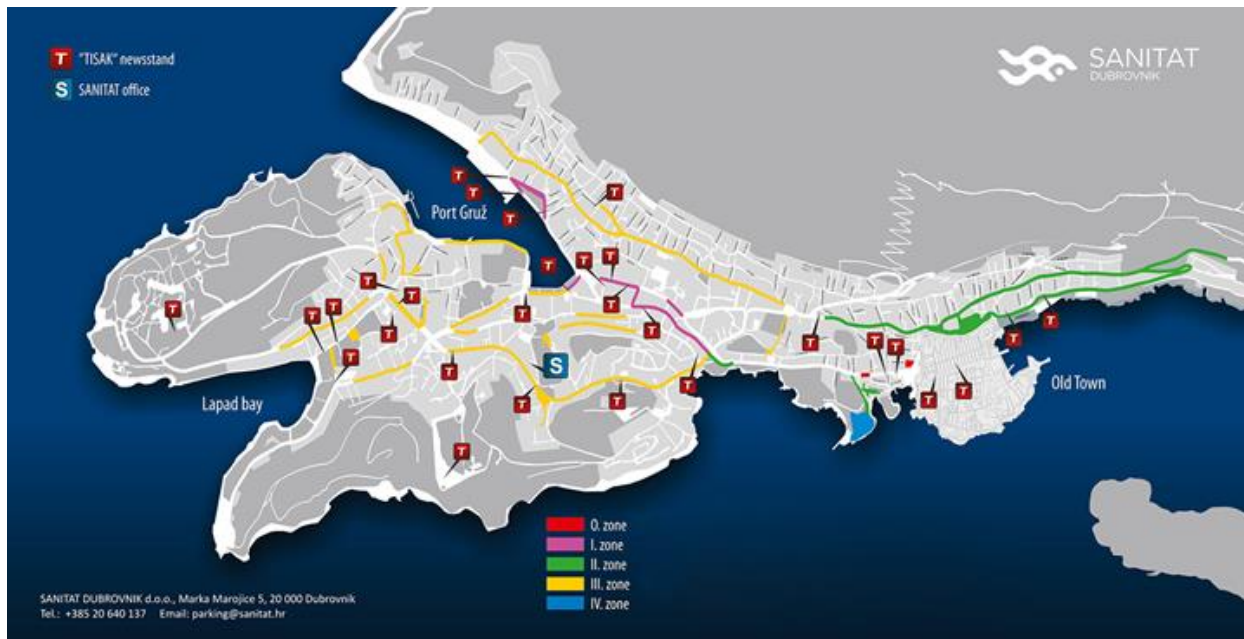 "TISAK" newsstand
SANITAT office
SANITAT
DUBROVNIK
Port Gruž
Lapad bay
Old Town
O. zone
I. zone
II. zone
III. zone
IV. zone
SANITAT DUBROVNIK d.o.o., Marka Marojice 5, 20 000 Dubrovnik
Tel.: +385 20 640 137 Email: parking@sanitat.hr